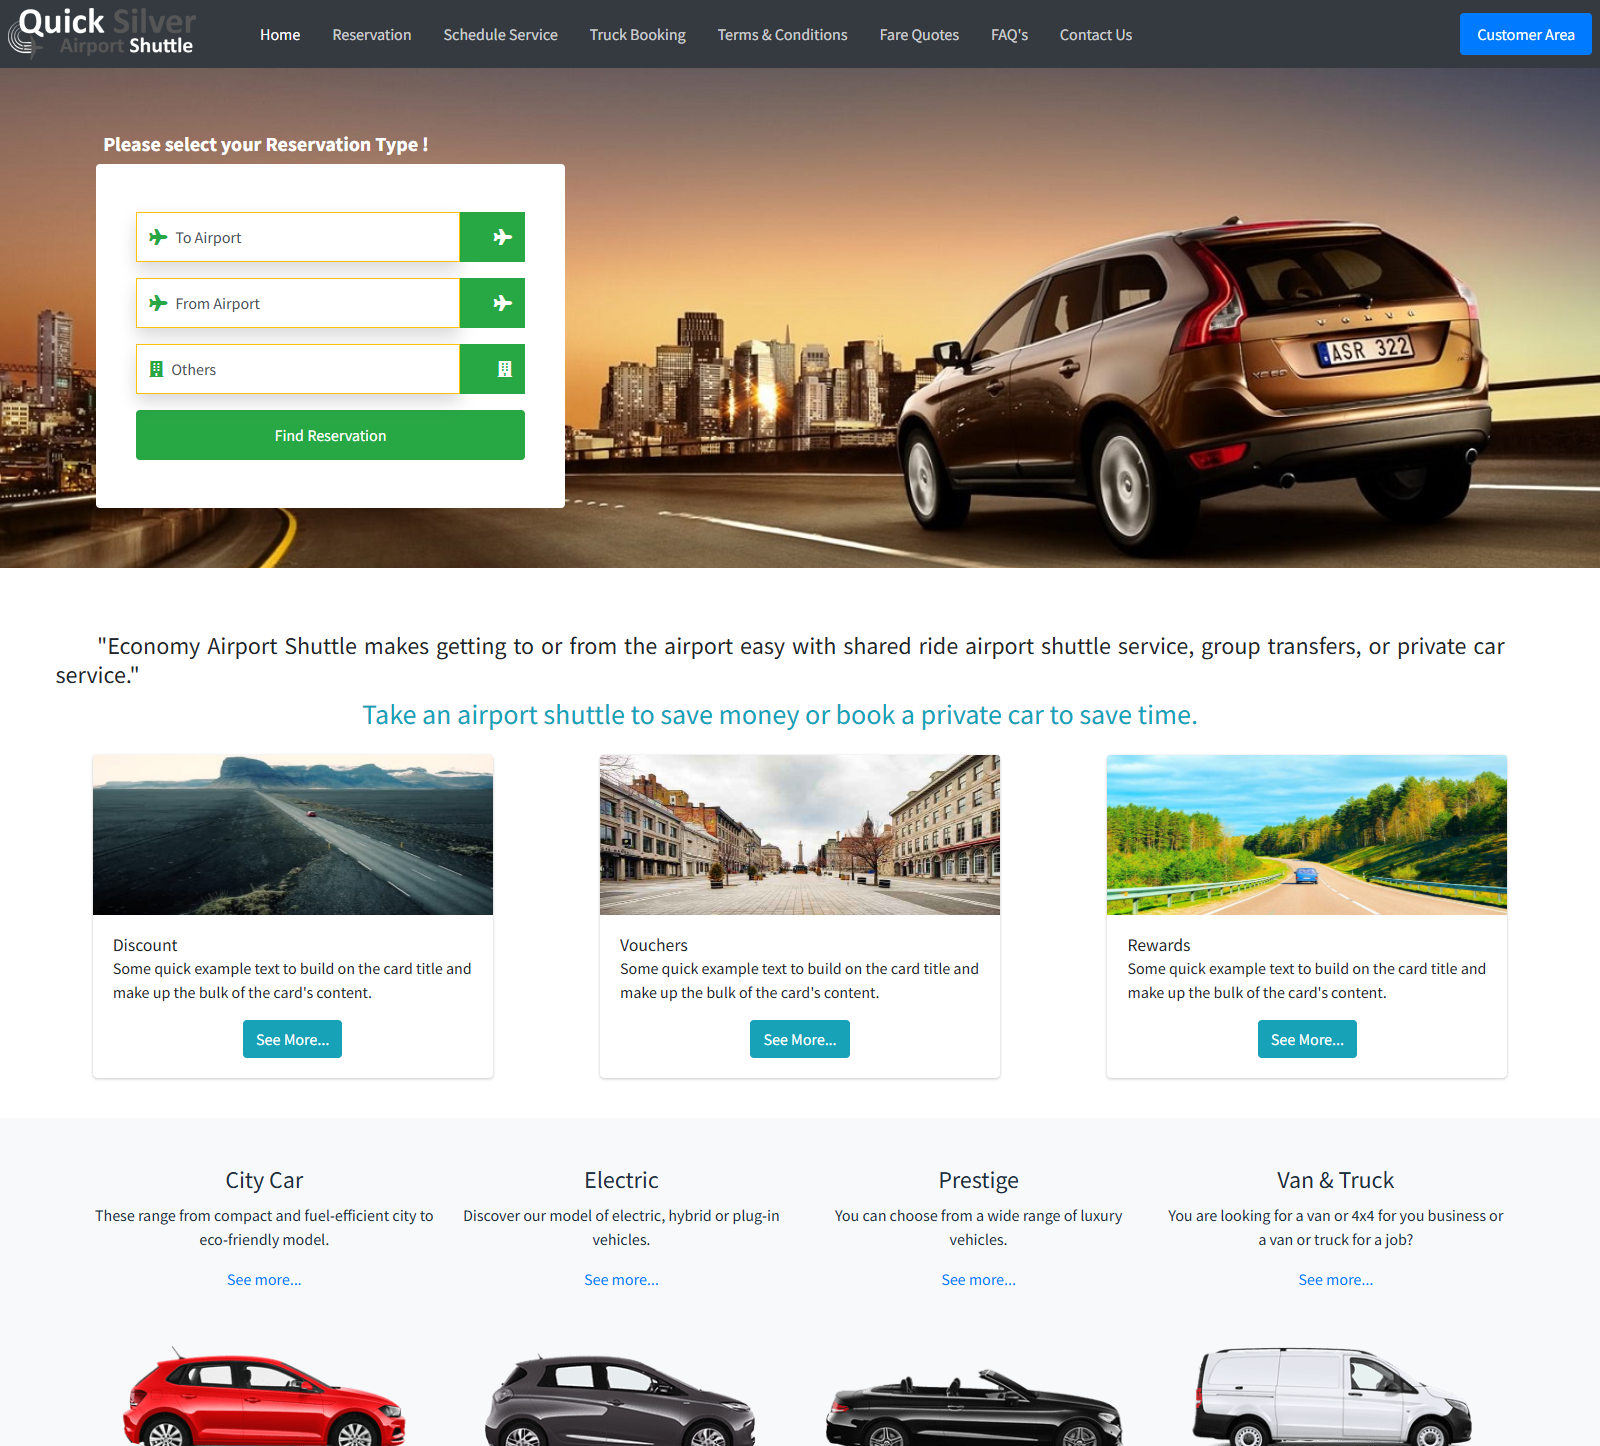 Quick Silver
Airport Shuttle
Home Reservation Schedule Service Truck Booking Terms & Conditions Fare Quotes FAQ's Contact Us Customer Area
Please select your Reservation Type !
To Airport
From Airport
Others
Find Reservation
VOLVO
ASR 322
XC60
"Economy Airport Shuttle makes getting to or from the airport easy with shared ride airport shuttle service, group transfers, or private car
service."
Take an airport shuttle to save money or book a private car to save time.
Discount
Some quick example text to build on the card title and
make up the bulk of the card's content.
See More...
Vouchers
Some quick example text to build on the card title and
make up the bulk of the card's content.
See More...
Rewards
Some quick example text to build on the card title and
make up the bulk of the card's content.
See More...
City Car
These range from compact and fuel-efficient city to
eco-friendly model.
See more...
Electric
Discover our model of electric, hybrid or plug-in
vehicles.
See more...
Prestige
You can choose from a wide range of luxury
vehicles.
See more...
Van & Truck
You are looking for a van or 4x4 for you business or
a van or truck for a job?
See more...